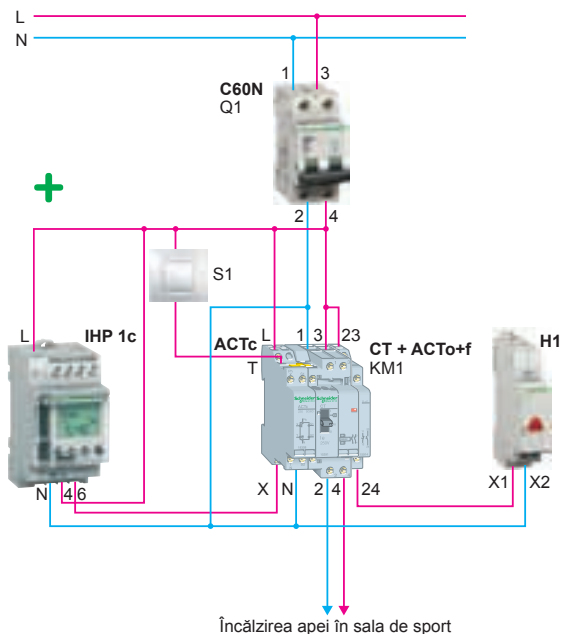 L
N
1 3
C60N
Q1
2 4
S1
L IHP 1c
ACTc L 1 3 23
T
CT + ACTo+f
KM1
H1
Schneider
N 4 6
X N 2 4 24
X1 X2
Încălzirea apei în sala de sport